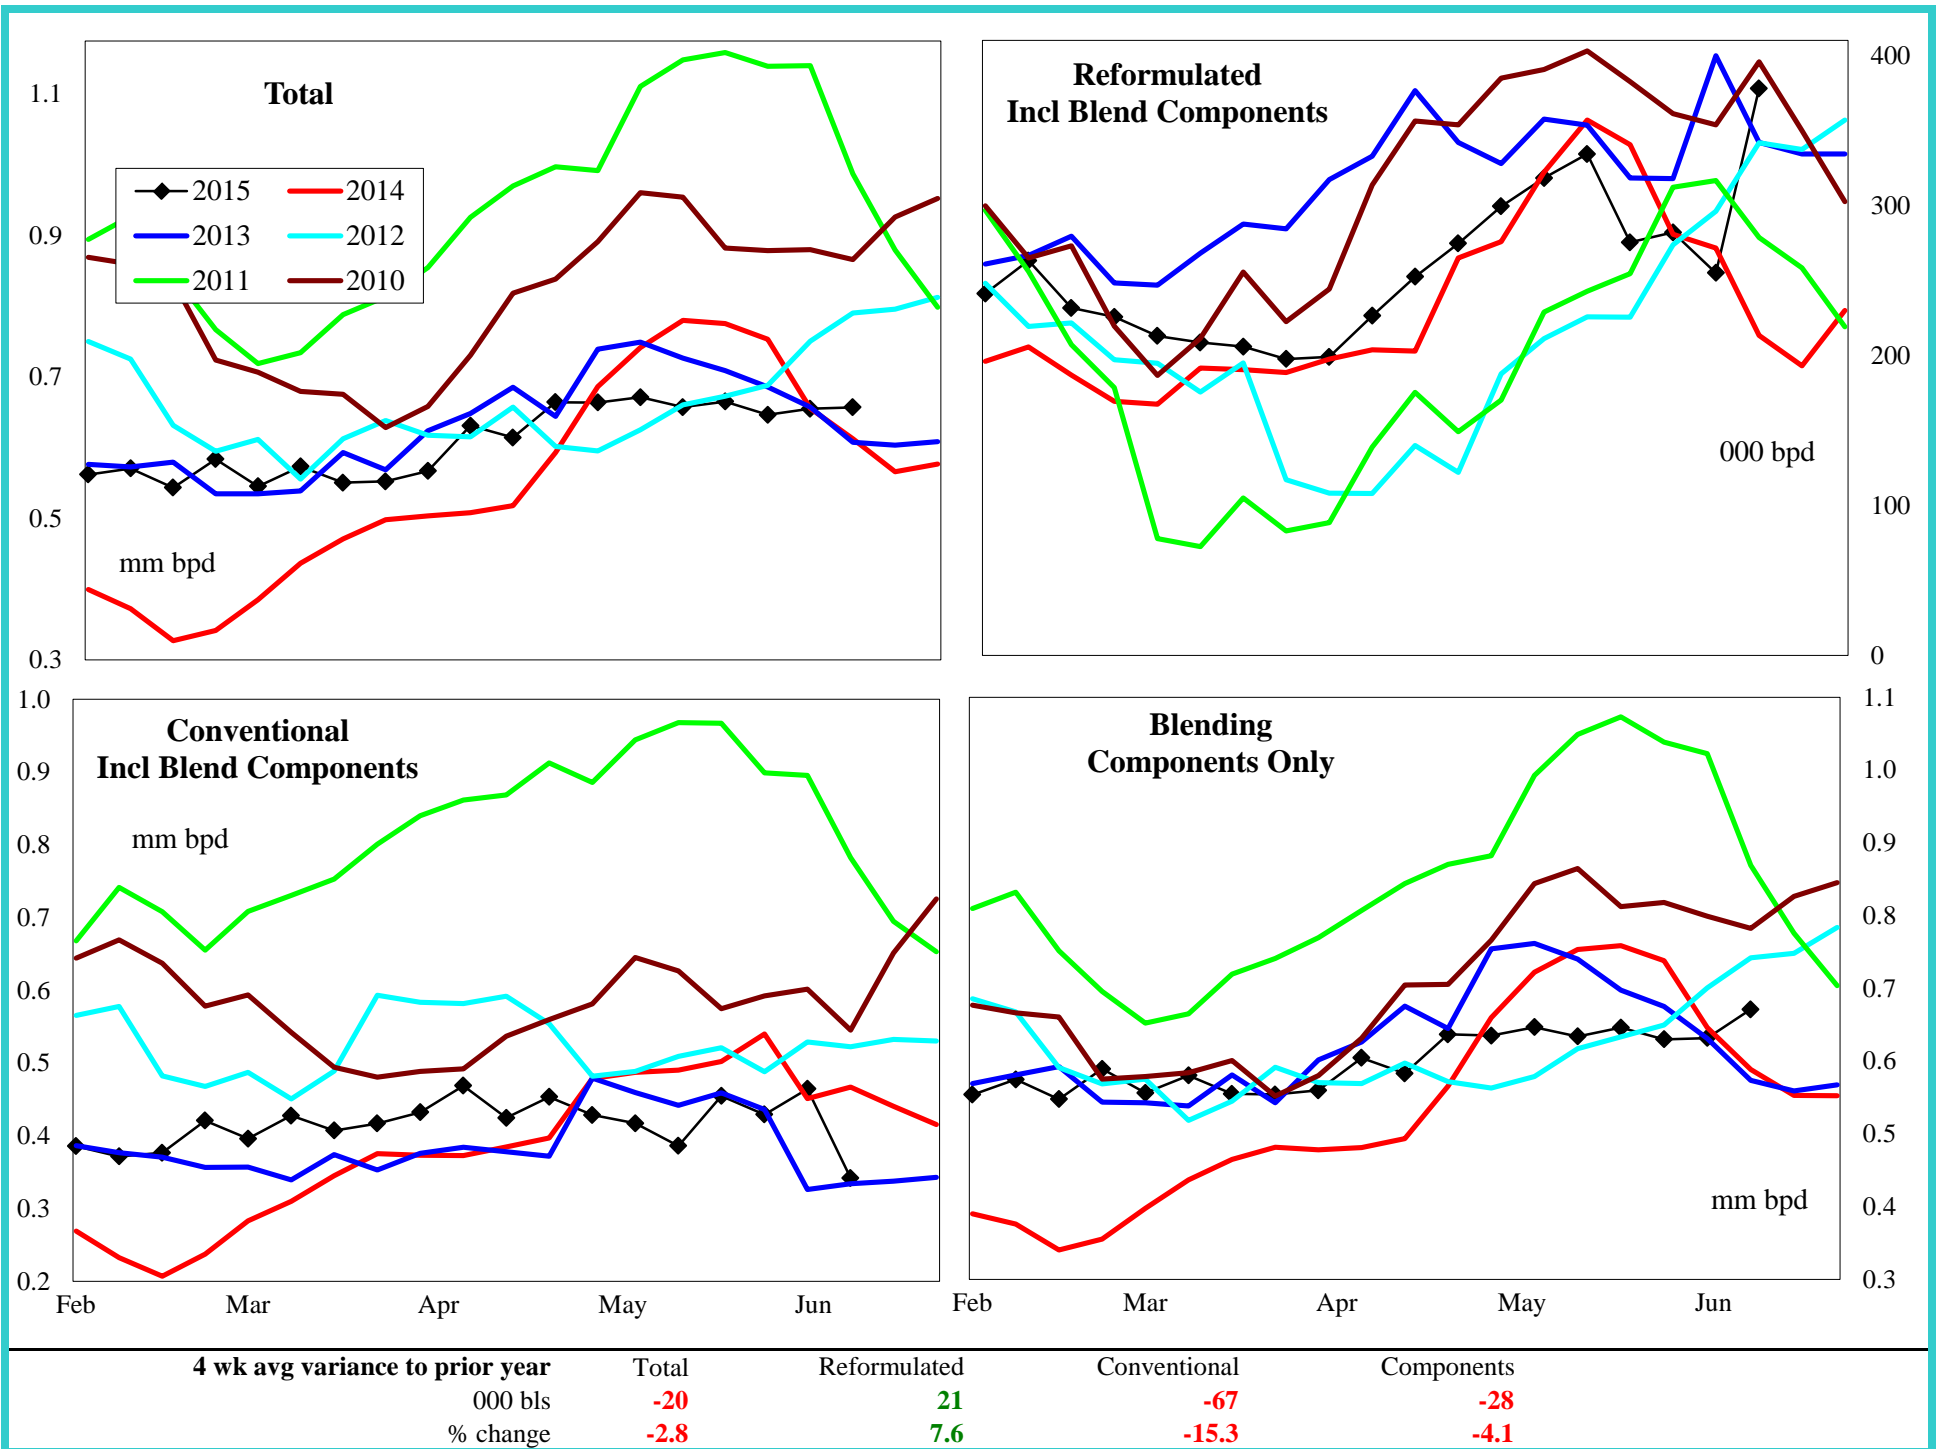 Total
1.1
0.9
0.7
0.5
0.3
2015 2014
2013 2012
2011 2010
mm bpd
Reformulated
Incl Blend Components
400
300
200
100
0
000 bpd
Conventional
Incl Blend Components
mm bpd
1.0
0.9
0.8
0.7
0.6
0.5
0.4
0.3
0.2
Feb Mar Apr May Jun
Blending
Components Only
1.1
1.0
0.9
0.8
0.7
0.6
0.5
0.4
0.3
mm bpd
Feb Mar Apr May Jun
4 wk avg variance to prior year Total Reformulated Conventional Components
000 bls -20 21 -67 -28
% change -2.8 7.6 -15.3 -4.1